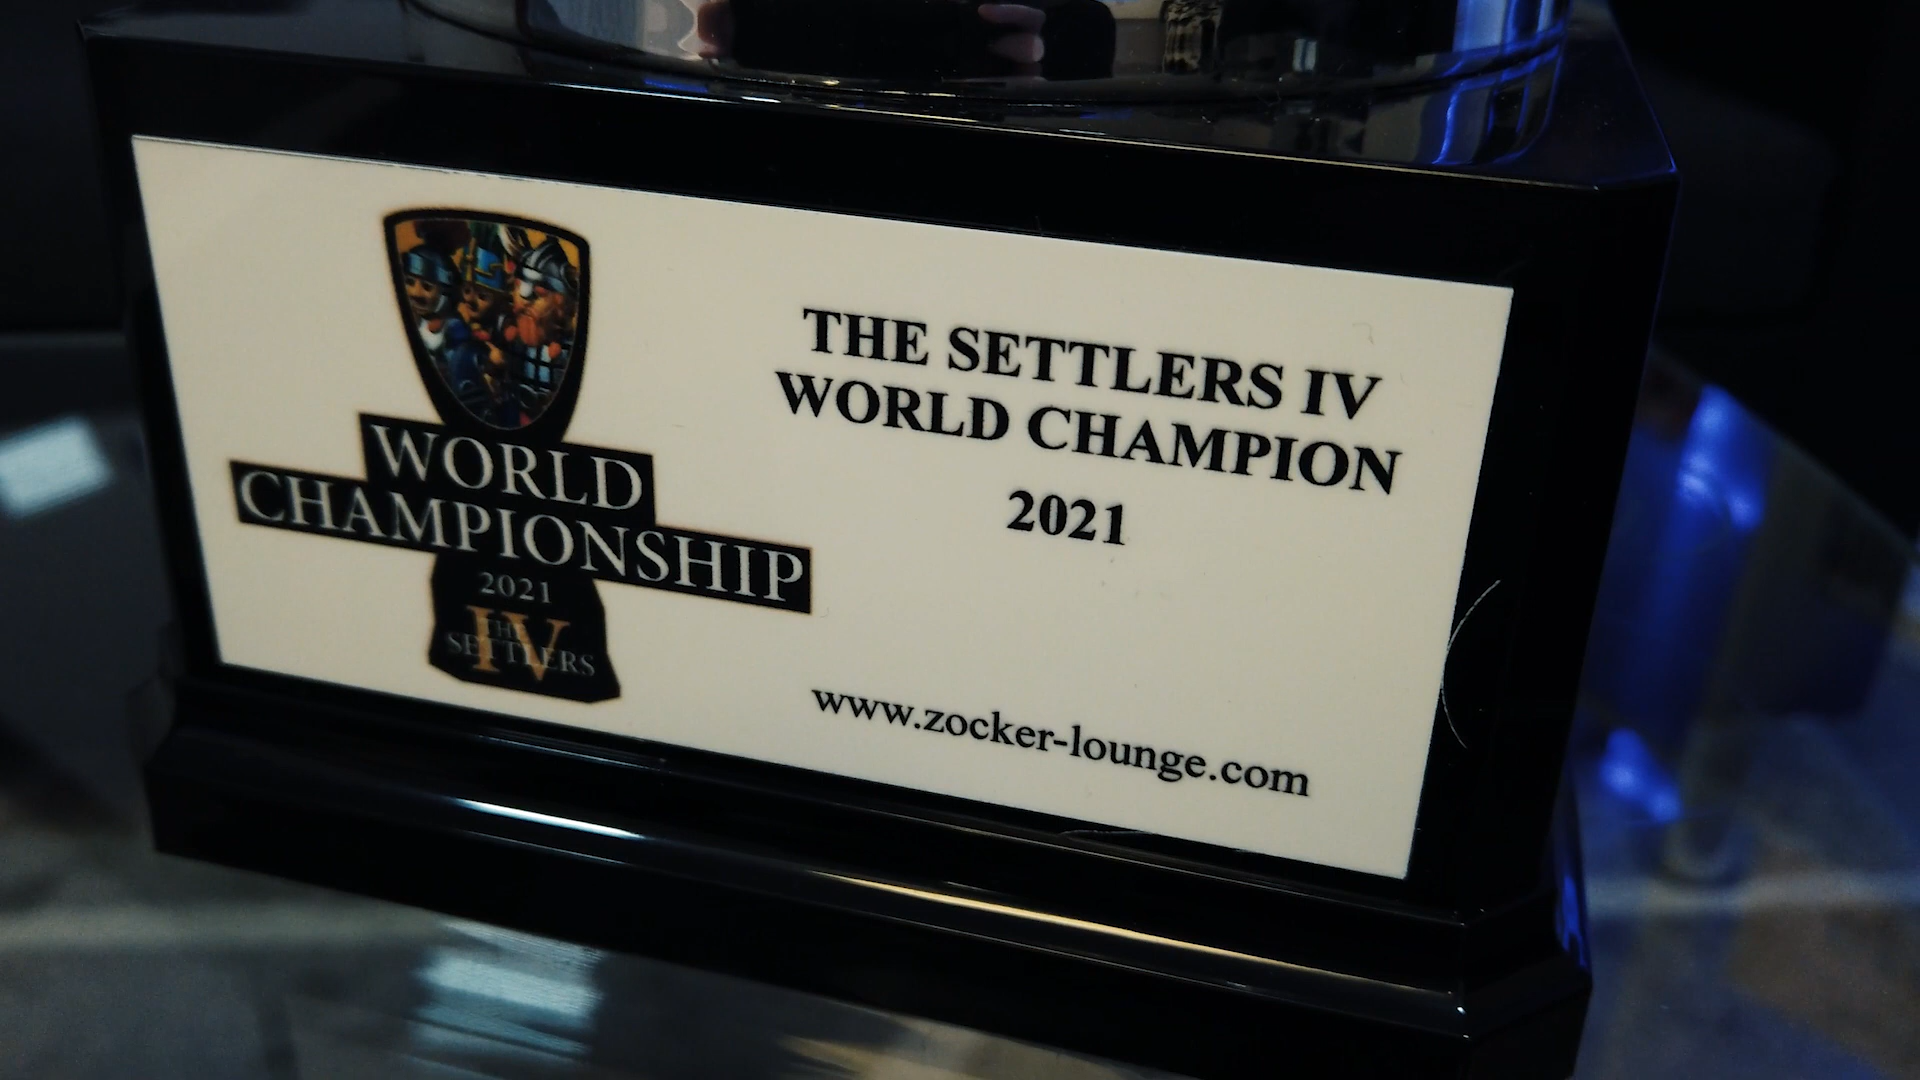 WORLD
CHAMPIONSHIP
2021
IV
THE
SETTLERS
THE SETTLERS IV
WORLD CHAMPION
2021
www.zocker-lounge.com